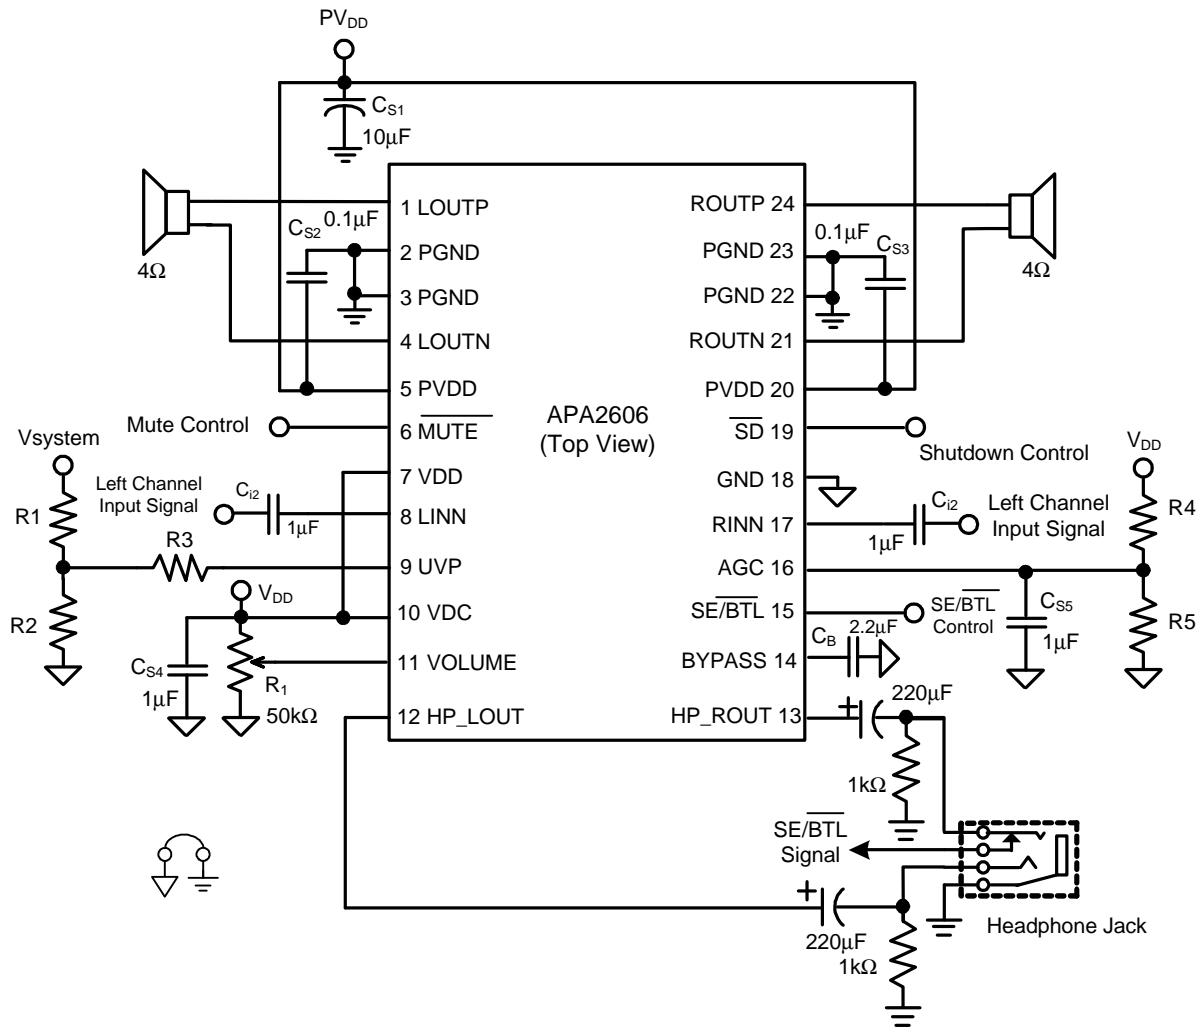 PVDD
CS1
10µF
1 LOUTP
ROUTP 24
0.1µF
CS2
0.1µF
CS3
2 PGND
PGND 23
4Ω
4Ω
3 PGND
PGND 22
4 LOUTN
ROUTN 21
5 PVDD
PVDD 20
APA2606
(Top View)
Mute Control
6 MUTE
SD 19
Shutdown Control
Vsystem
VDD
7 VDD
GND 18
Left Channel
Input Signal
Ci2
1µF
8 LINN
RINN 17
Ci2
1µF
Left Channel
Input Signal
R1
R4
R3
9 UVP
AGC 16
VDD
R2
10 VDC
SE/BTL 15
SE/BTL
Control
CS5
1µF
R5
CS4
1µF
R1
50kΩ
11 VOLUME
BYPASS 14
CB
2.2µF
12 HP_LOUT
HP_ROUT 13
220µF
+
1kΩ
SE/BTL
Signal
+
220µF
1kΩ
Headphone Jack